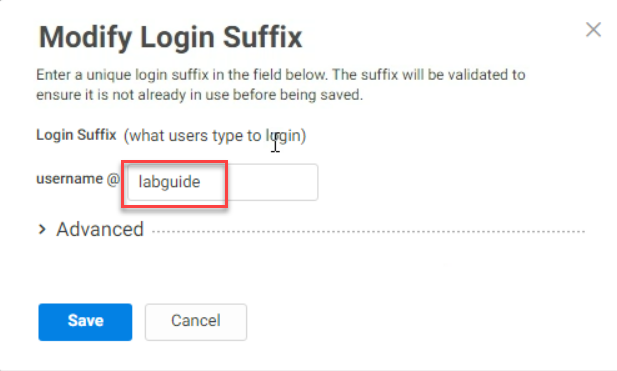 Modify Login Suffix
Enter a unique login suffix in the field below. The suffix will be validated to
ensure it is not already in use before being saved.
Login Suffix (what users type to login)
username @ labguide
Advanced
Save Cancel